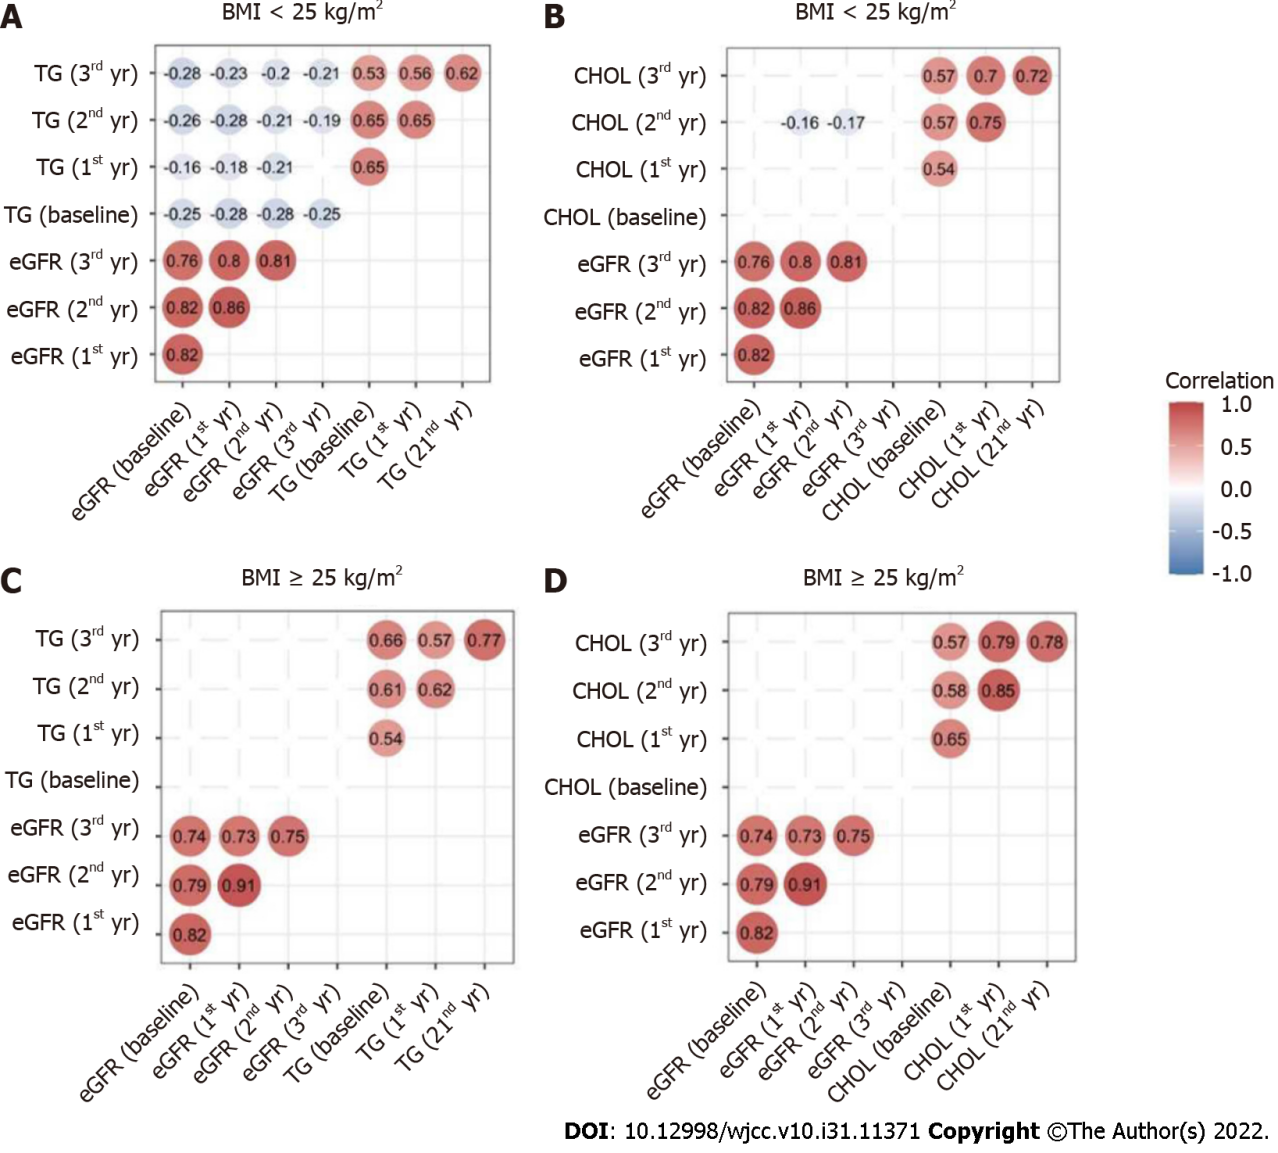 A
BMI < 25 kg/m²
TG (3rd yr) -0.28 -0.23 -0.2 -0.21 0.53 0.56 0.62
TG (2nd yr) -0.26 -0.28 -0.21 -0.19 0.65 0.65
TG (1st yr) -0.16 -0.18 -0.21 0.65
TG (baseline) -0.25 -0.28 -0.28 -0.25
eGFR (3rd yr) 0.76 0.8 0.81
eGFR (2nd yr) 0.82 0.86
eGFR (1st yr) 0.82
eGFR (baseline)
eGFR (1st yr)
eGFR (2nd yr)
eGFR (3rd yr)
TG (baseline)
TG (1st yr)
TG (21nd yr)
B
BMI < 25 kg/m²
CHOL (3rd yr) 0.57 0.7 0.72
CHOL (2nd yr) -0.16 -0.17 0.57 0.75
CHOL (1st yr) 0.54
CHOL (baseline)
eGFR (3rd yr) 0.76 0.8 0.81
eGFR (2nd yr) 0.82 0.86
eGFR (1st yr) 0.82
eGFR (baseline)
eGFR (1st yr)
eGFR (2nd yr)
eGFR (3rd yr)
CHOL (baseline)
CHOL (1st yr)
CHOL (21nd yr)
Correlation
1.0
0.5
0.0
-0.5
-1.0
C
BMI ≥ 25 kg/m²
TG (3rd yr) 0.66 0.57 0.77
TG (2nd yr) 0.61 0.62
TG (1st yr) 0.54
TG (baseline)
eGFR (3rd yr) 0.74 0.73 0.75
eGFR (2nd yr) 0.79 0.91
eGFR (1st yr) 0.82
eGFR (baseline)
eGFR (1st yr)
eGFR (2nd yr)
eGFR (3rd yr)
TG (baseline)
TG (1st yr)
TG (21nd yr)
D
BMI ≥ 25 kg/m²
CHOL (3rd yr) 0.57 0.79 0.78
CHOL (2nd yr) 0.58 0.85
CHOL (1st yr) 0.65
CHOL (baseline)
eGFR (3rd yr) 0.74 0.73 0.75
eGFR (2nd yr) 0.79 0.91
eGFR (1st yr) 0.82
eGFR (baseline)
eGFR (1st yr)
eGFR (2nd yr)
eGFR (3rd yr)
CHOL (baseline)
CHOL (1st yr)
CHOL (21nd yr)
DOI: 10.12998/wjcc.v10.i31.11371 Copyright ©The Author(s) 2022.